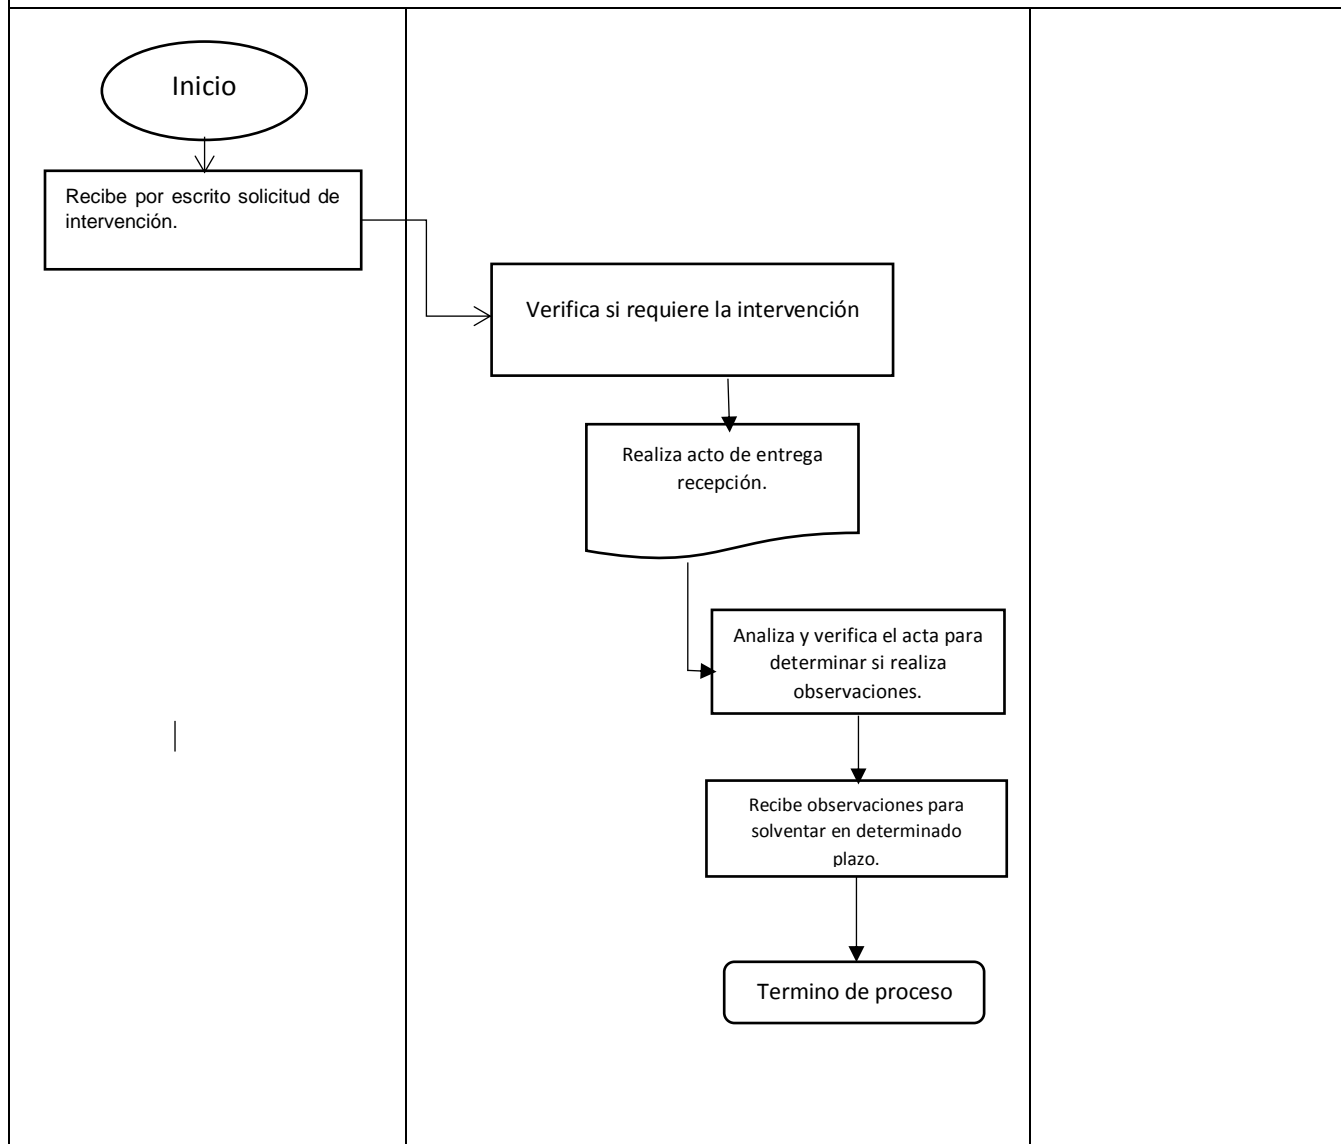 Inicio
Recibe por escrito solicitud de
intervención.
Verifica si requiere la intervención
Realiza acto de entrega
recepción.
Analiza y verifica el acta para
determinar si realiza
observaciones.
Recibe observaciones para
solventar en determinado
plazo.
Termino de proceso